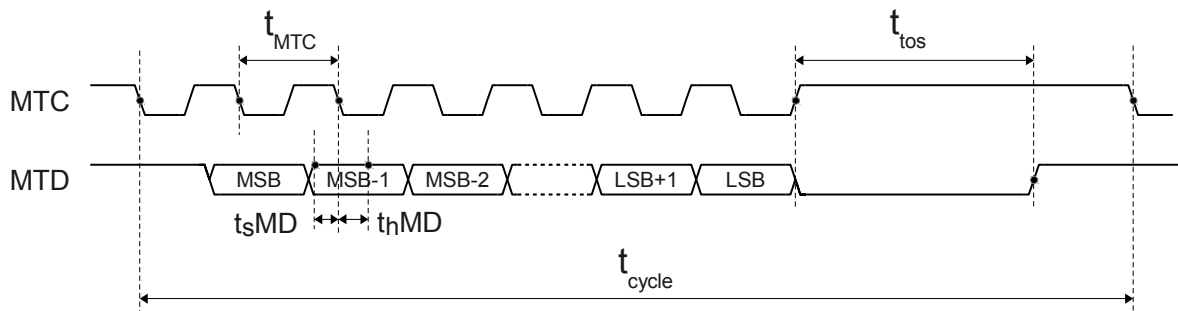 tMTC
ttos
MTC
MTD
MSB
MSB-1
MSB-2
LSB+1
LSB
tsMD
thMD
tcycle